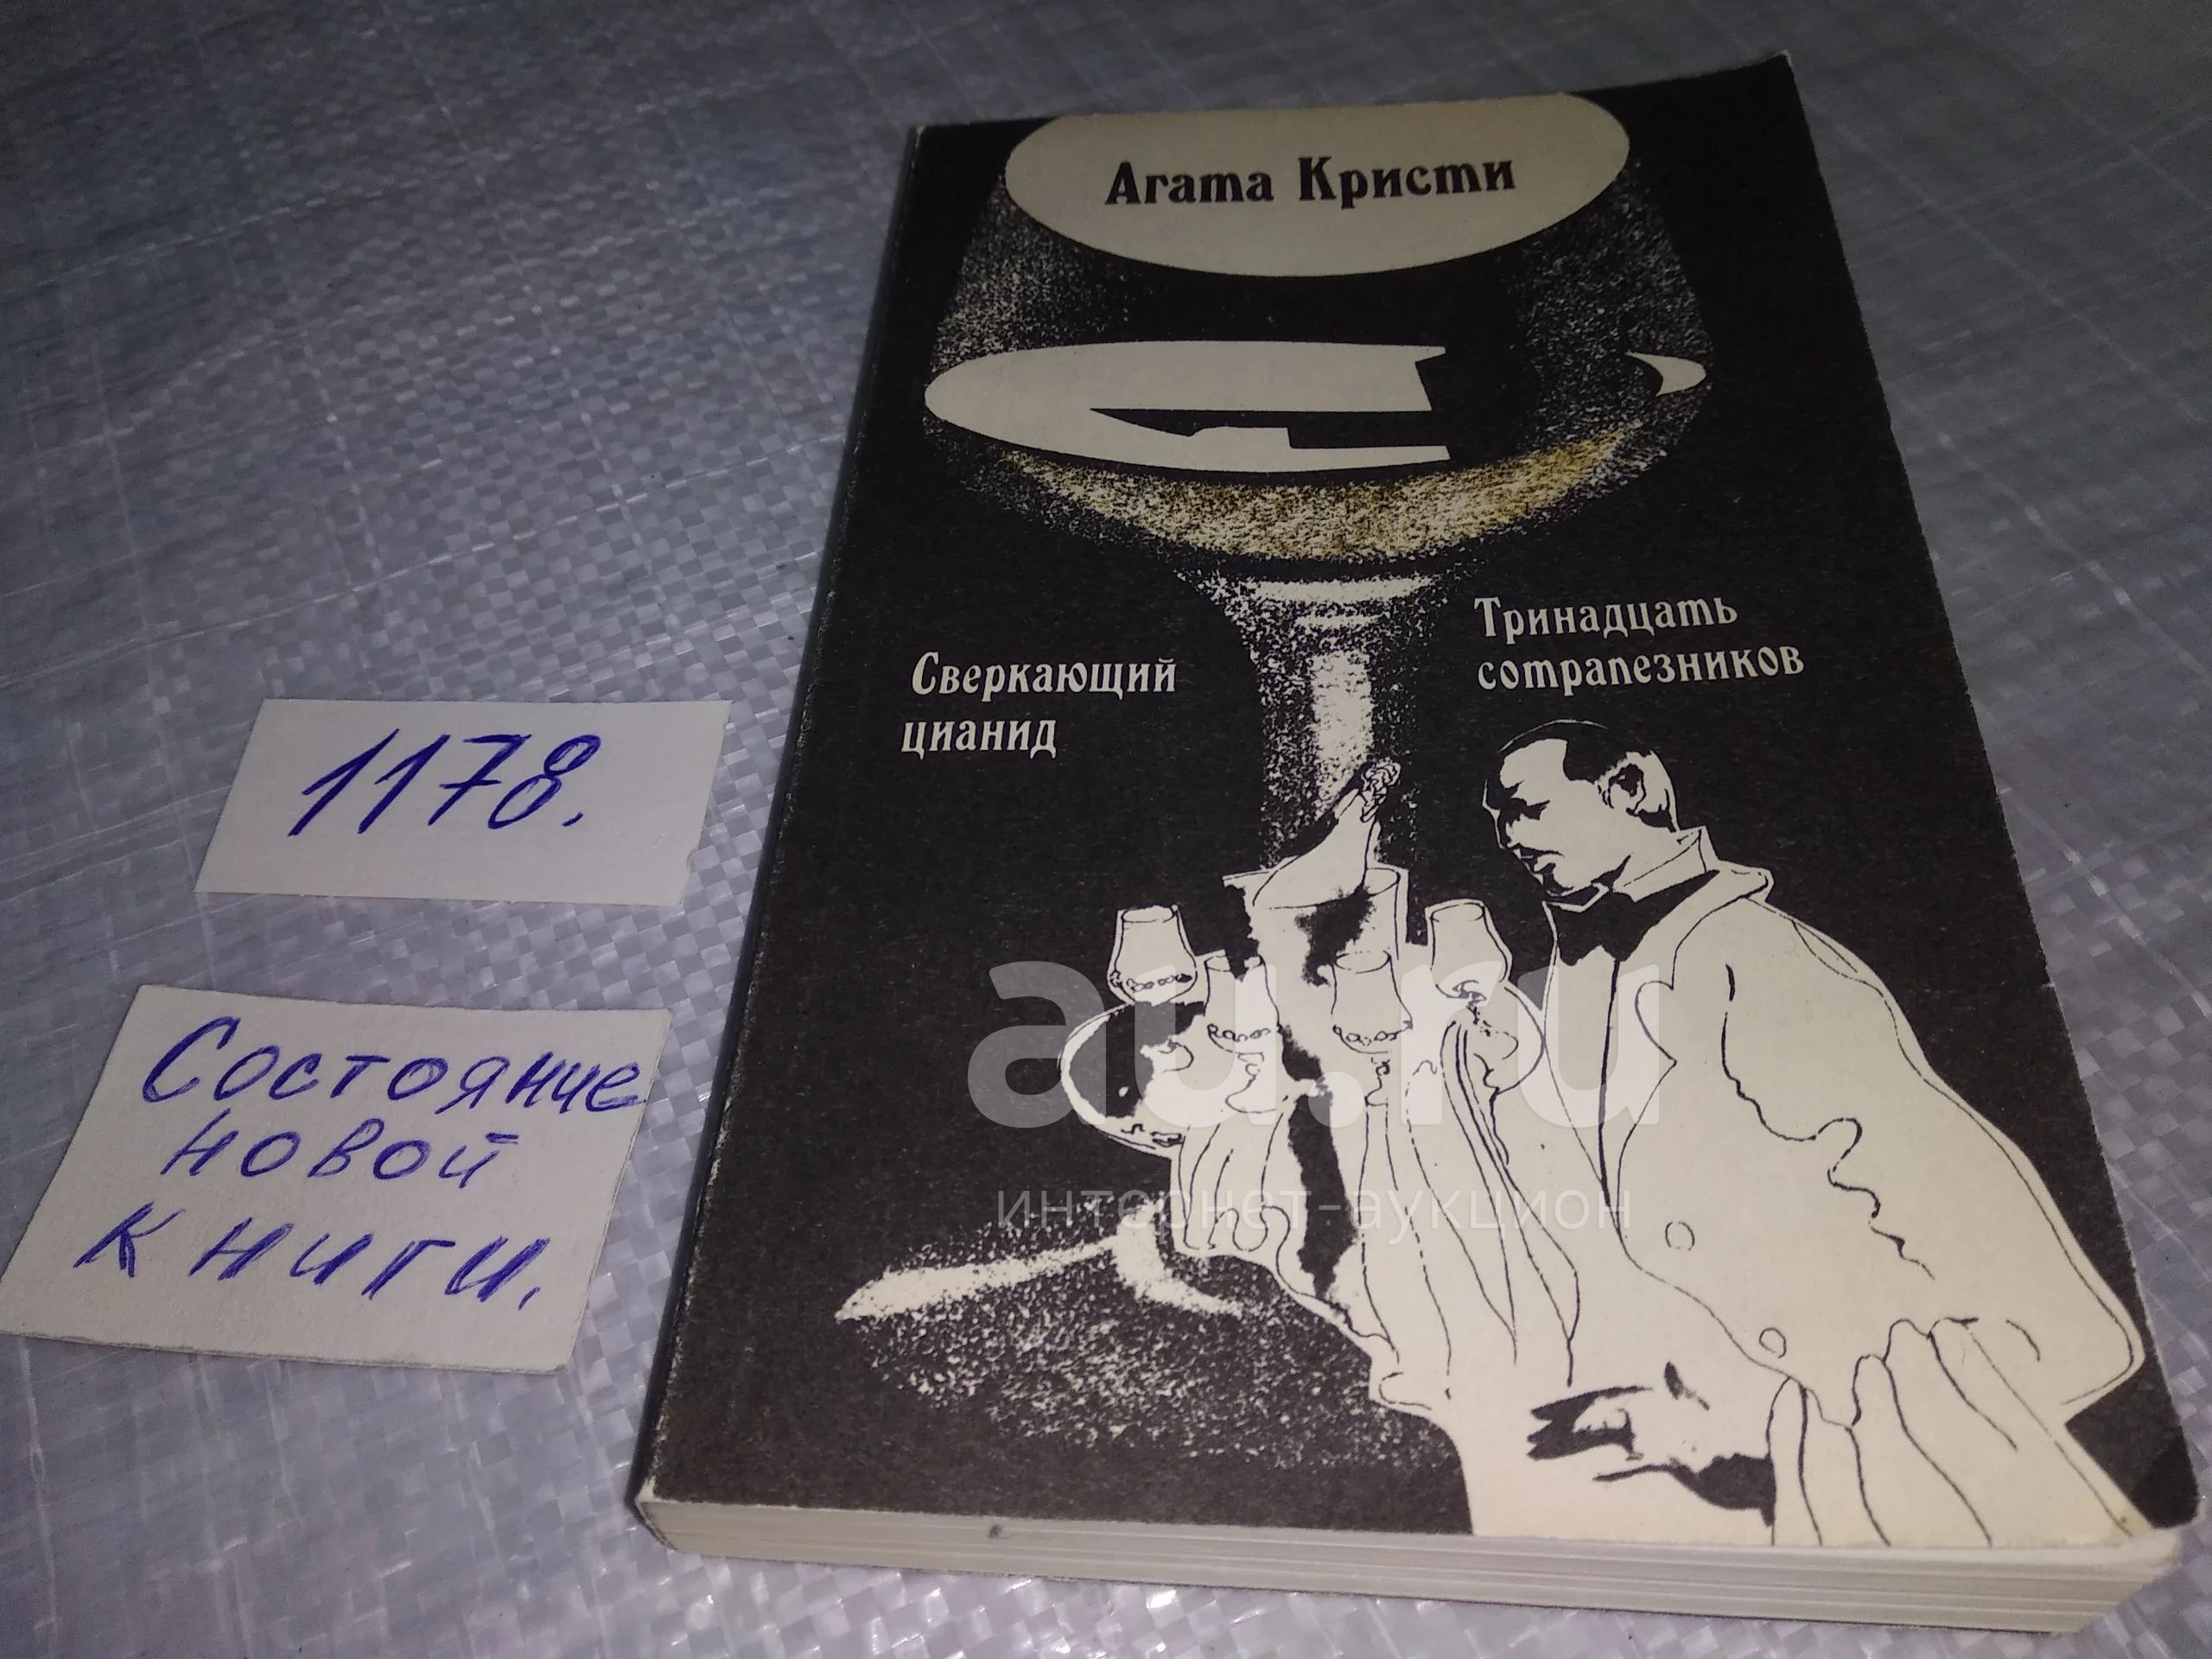 Агата Кристи
Сверкающий
цианид
Тринадцать
сотрапезников
1178.
Состояние
новой
книги.
au.ru
интернет-аукцион